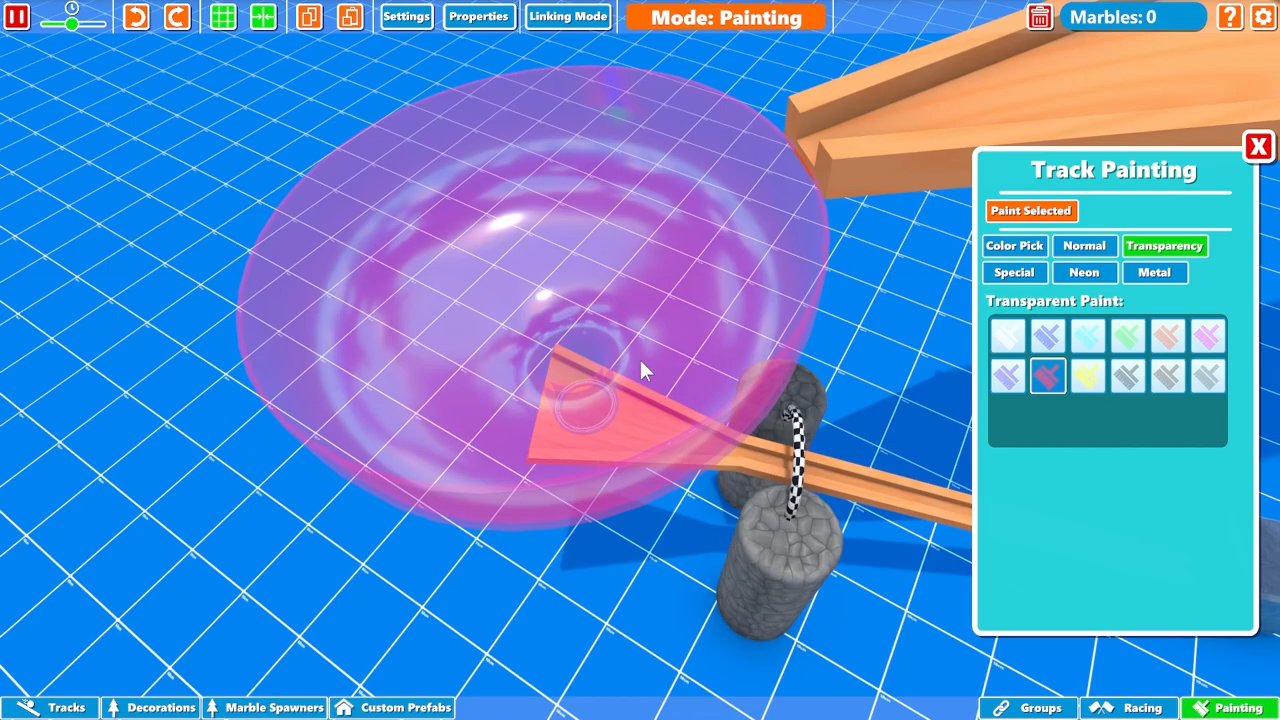 Settings
Properties
Linking Mode
Mode: Painting
Marbles: 0
?
X
Track Painting
Paint Selected
Color Pick
Normal
Transparency
Special
Neon
Metal
Transparent Paint:
Tracks
Decorations
Marble Spawners
Custom Prefabs
Groups
Racing
Painting